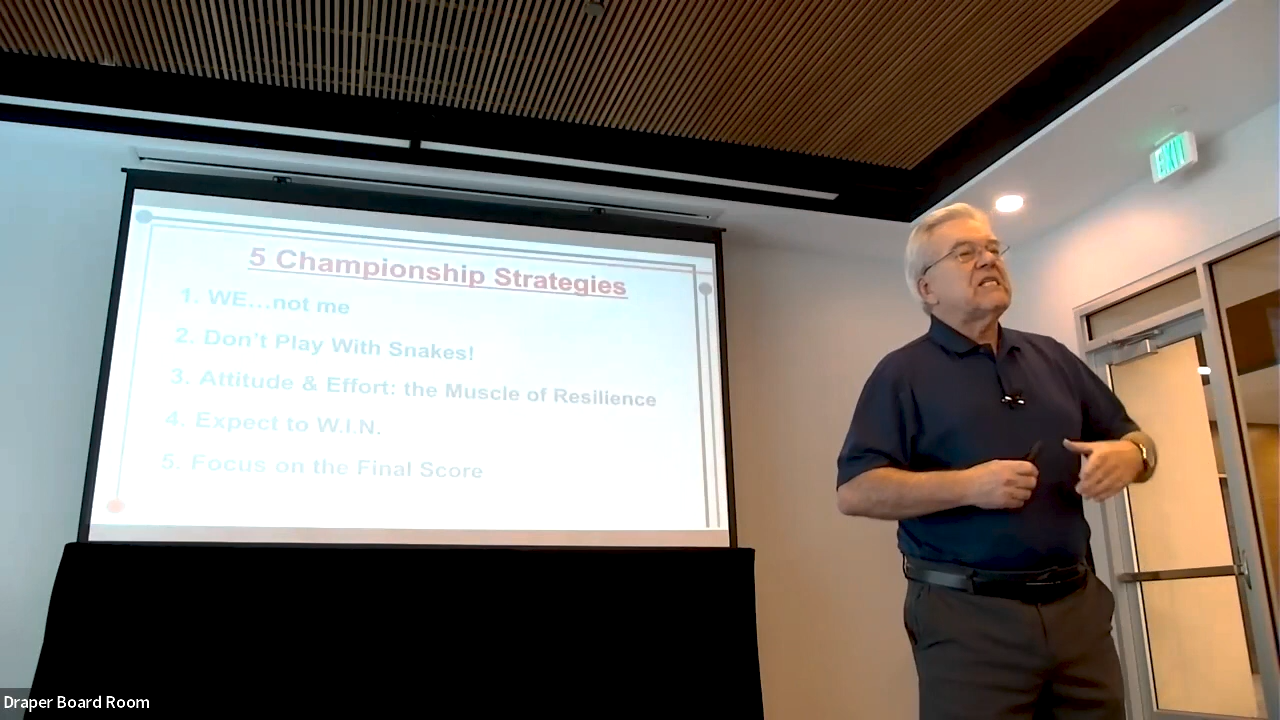 EXIT
5 Championship Strategies
1. WE...not me
2. Don't Play With Snakes!
3. Attitude & Effort: the Muscle of Resilience
4. Expect to W.I.N.
5. Focus on the Final Score
Draper Board Room